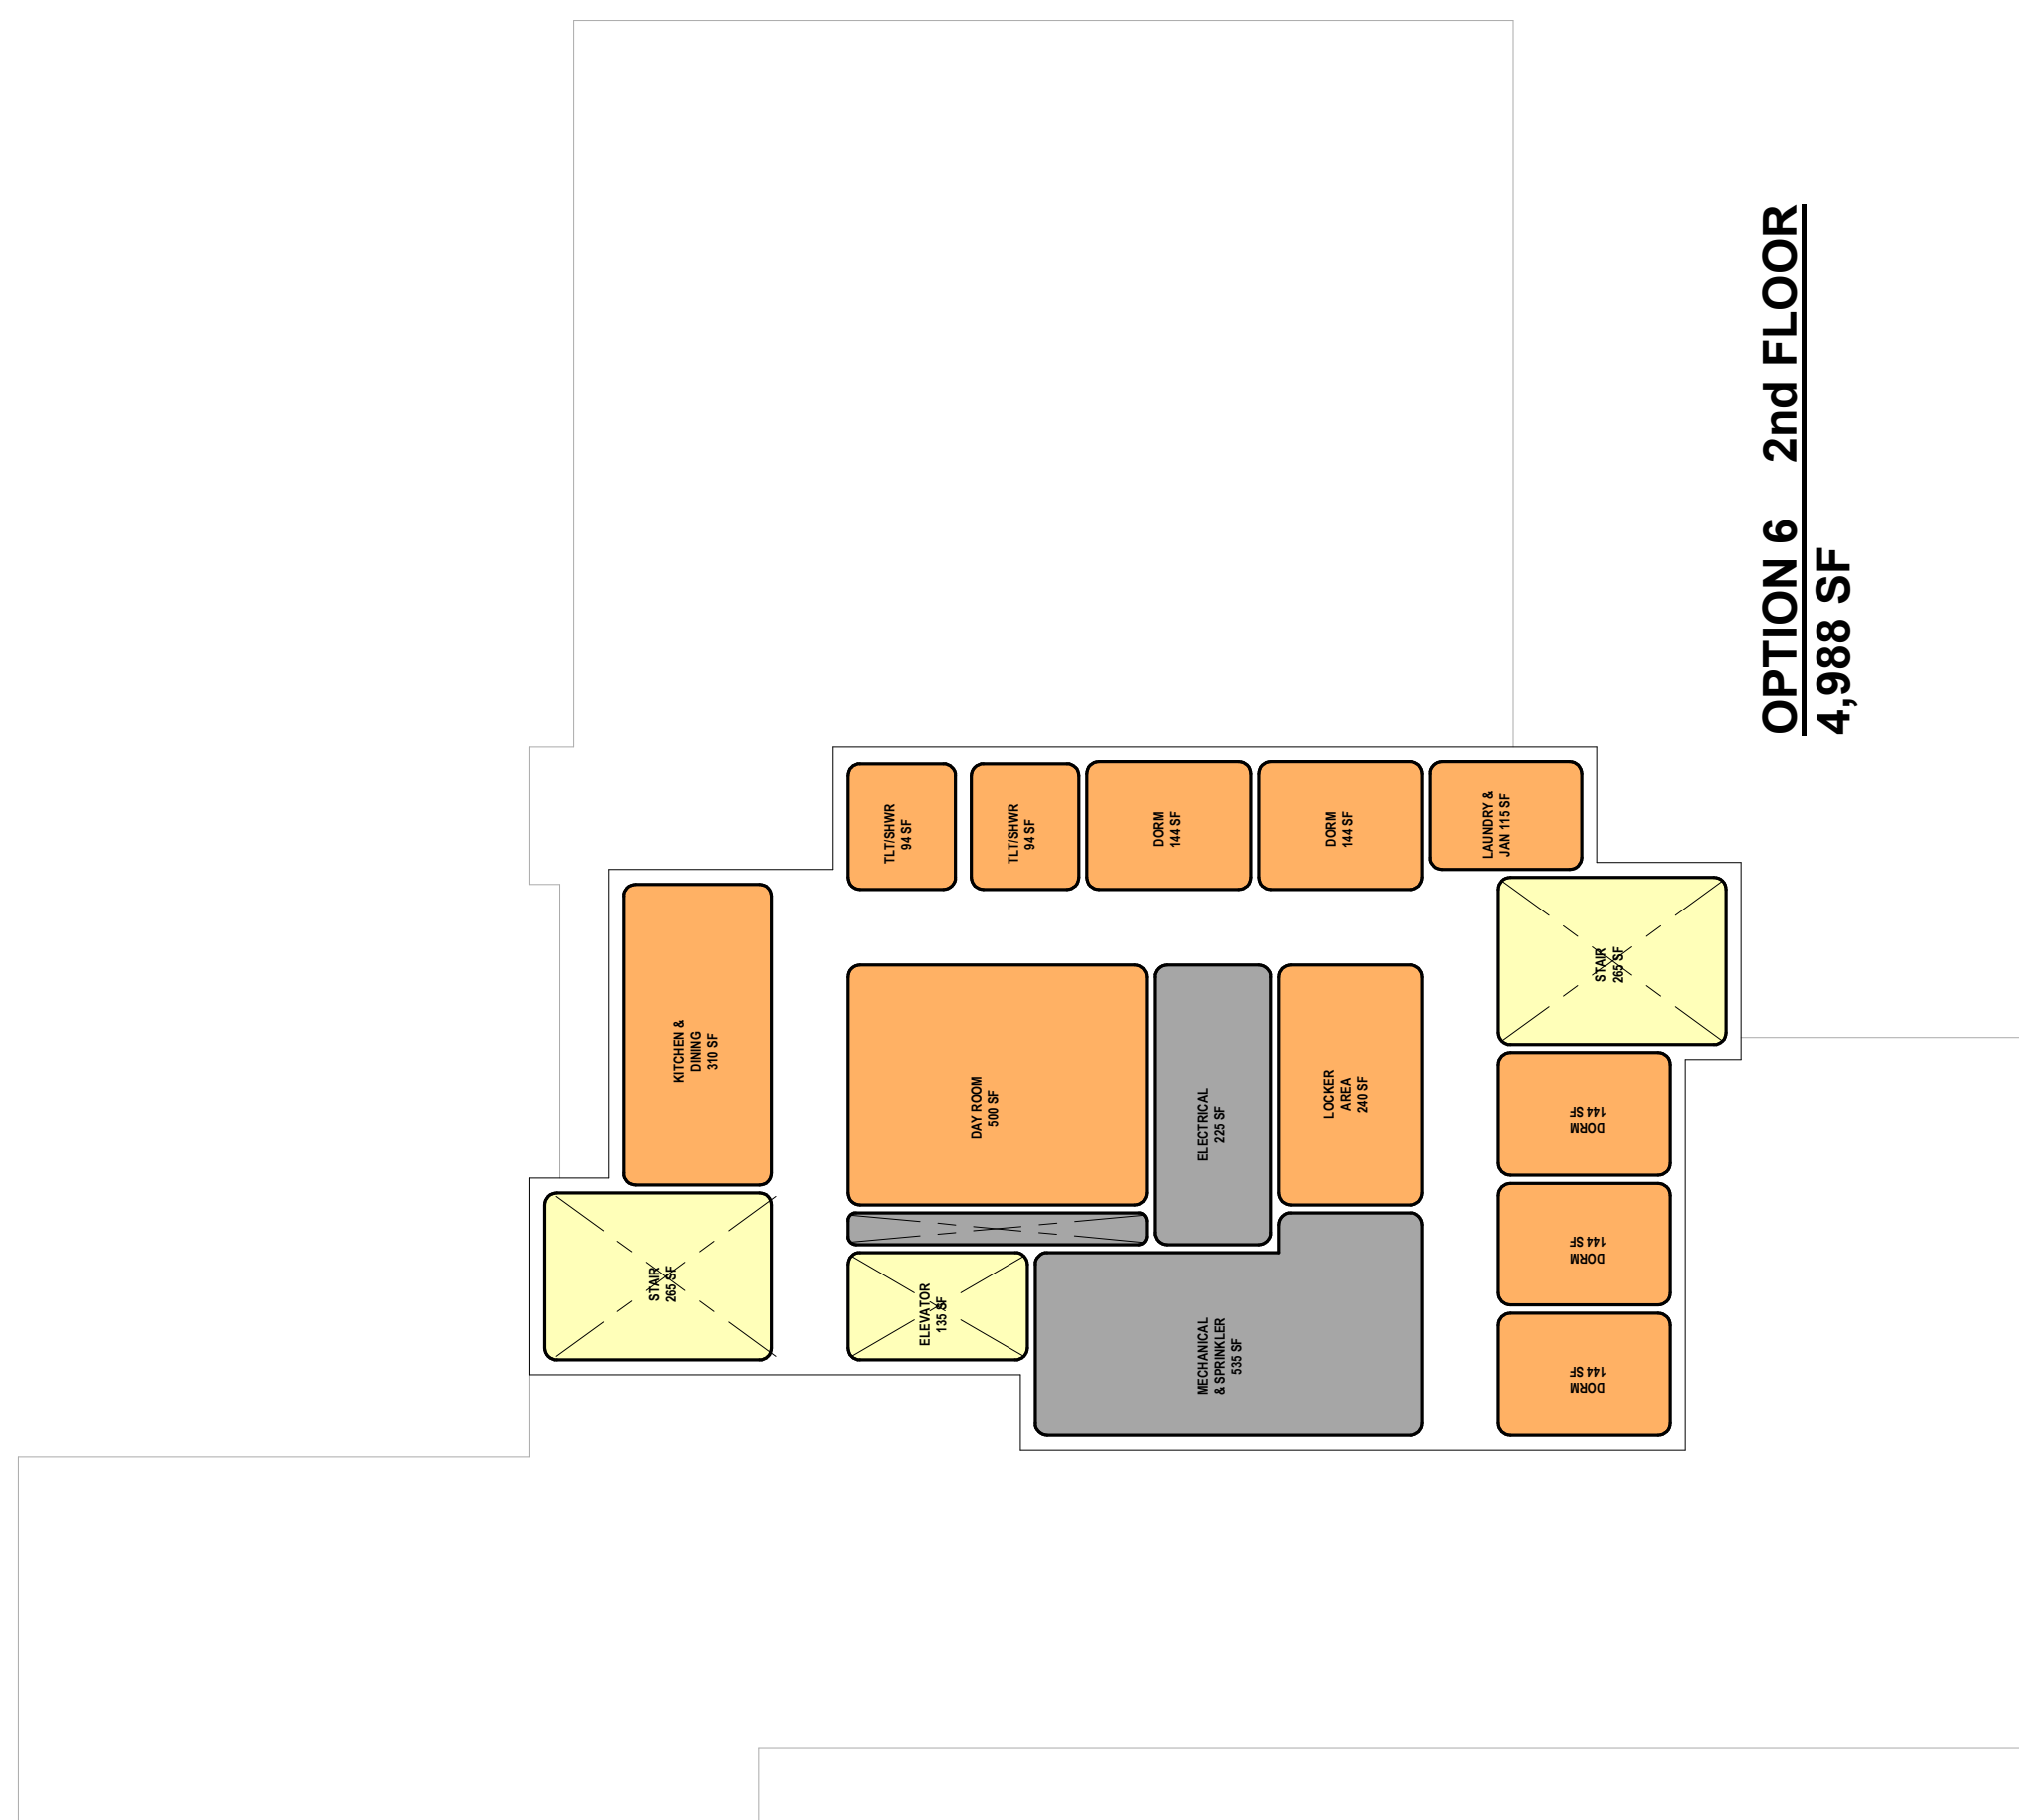 OPTION 6 2nd FLOOR
4,988 SF
TLT/SHWR
94 SF
TLT/SHWR
94 SF
DORM
144 SF
DORM
144 SF
LAUNDRY &
JAN 115 SF
KITCHEN &
DINING
310 SF
DAY ROOM
500 SF
ELECTRICAL
225 SF
LOCKER
AREA
240 SF
STAIR
265 SF
DORM
144 SF
DORM
144 SF
DORM
144 SF
STAIR
265 SF
ELEVATOR
135 SF
MECHANICAL
& SPRINKLER
535 SF